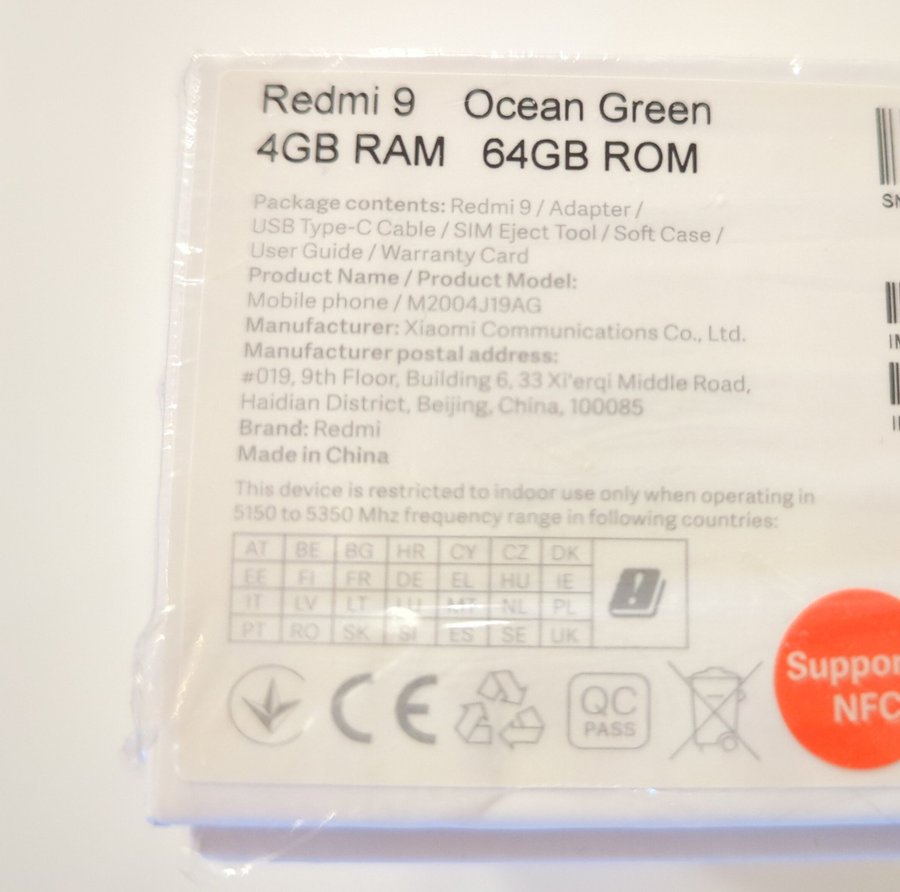 Redmi 9 Ocean Green
4GB RAM 64GB ROM
Package contents: Redmi 9 / Adapter /
USB Type-C Cable / SIM Eject Tool / Soft Case /
User Guide / Warranty Card
Product Name / Product Model:
Mobile phone / M2004J19AG
Manufacturer: Xiaomi Communications Co., Ltd.
Manufacturer postal address:
#019, 9th Floor, Building 6, 33 Xi'erqi Middle Road,
Haidian District, Beijing, China, 100085
Brand: Redmi
Made in China
This device is restricted to indoor use only when operating in
5150 to 5350 Mhz frequency range in following countries:
AT BE BG HR CY CZ DK
EE FI FR DE EL HU IE
IT LV LT LU MT NL PL
PT RO SK SI ES SE UK
CE
QC
PASS
NFC